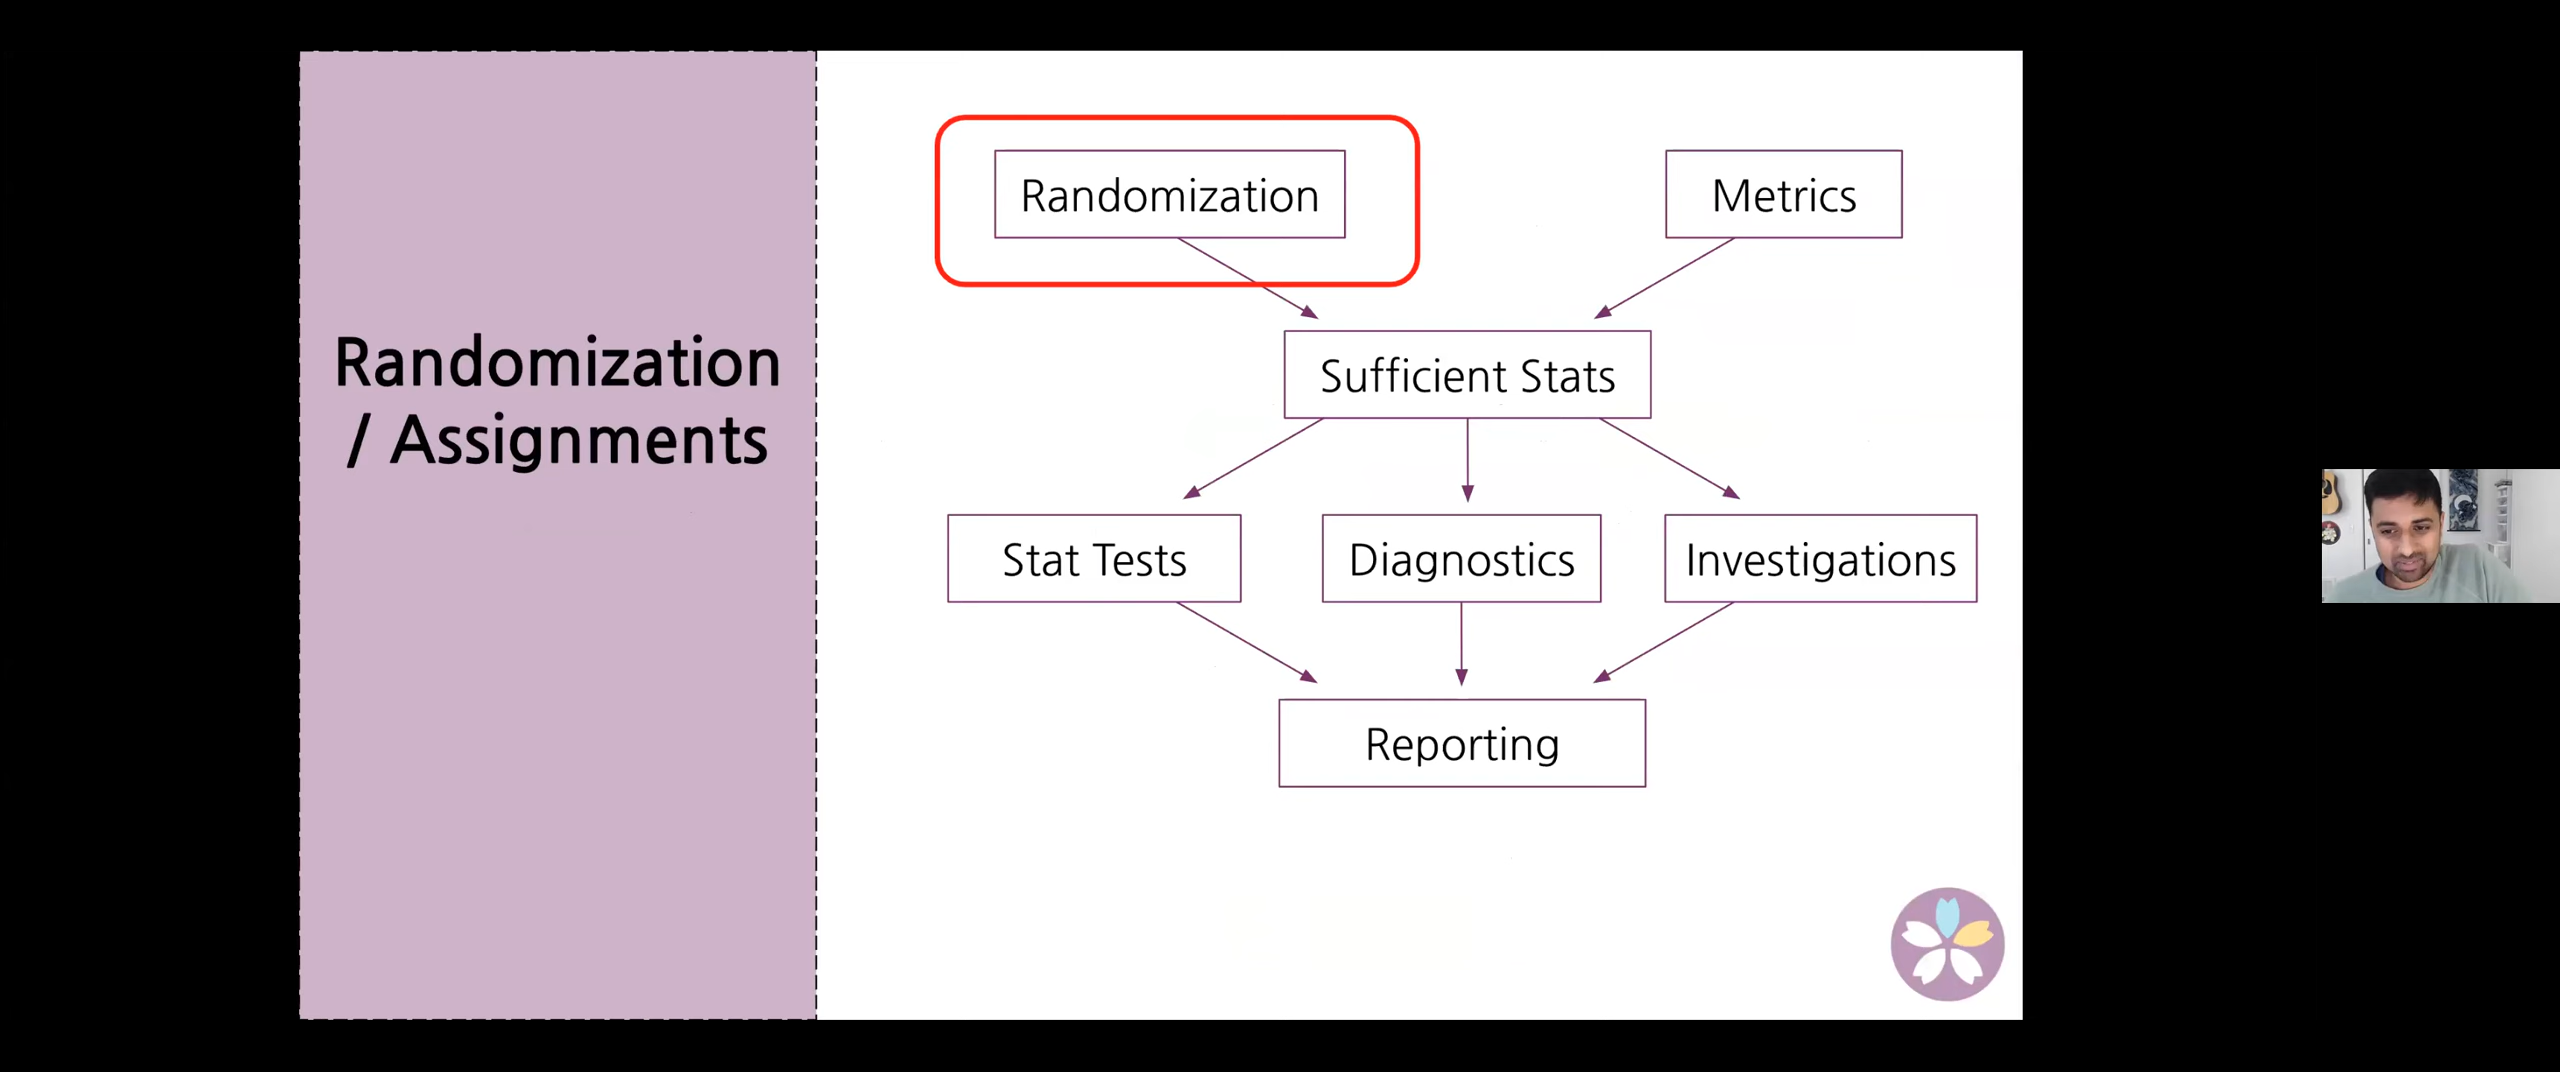 Randomization
/ Assignments
Randomization
Metrics
Sufficient Stats
Stat Tests
Diagnostics
Investigations
Reporting